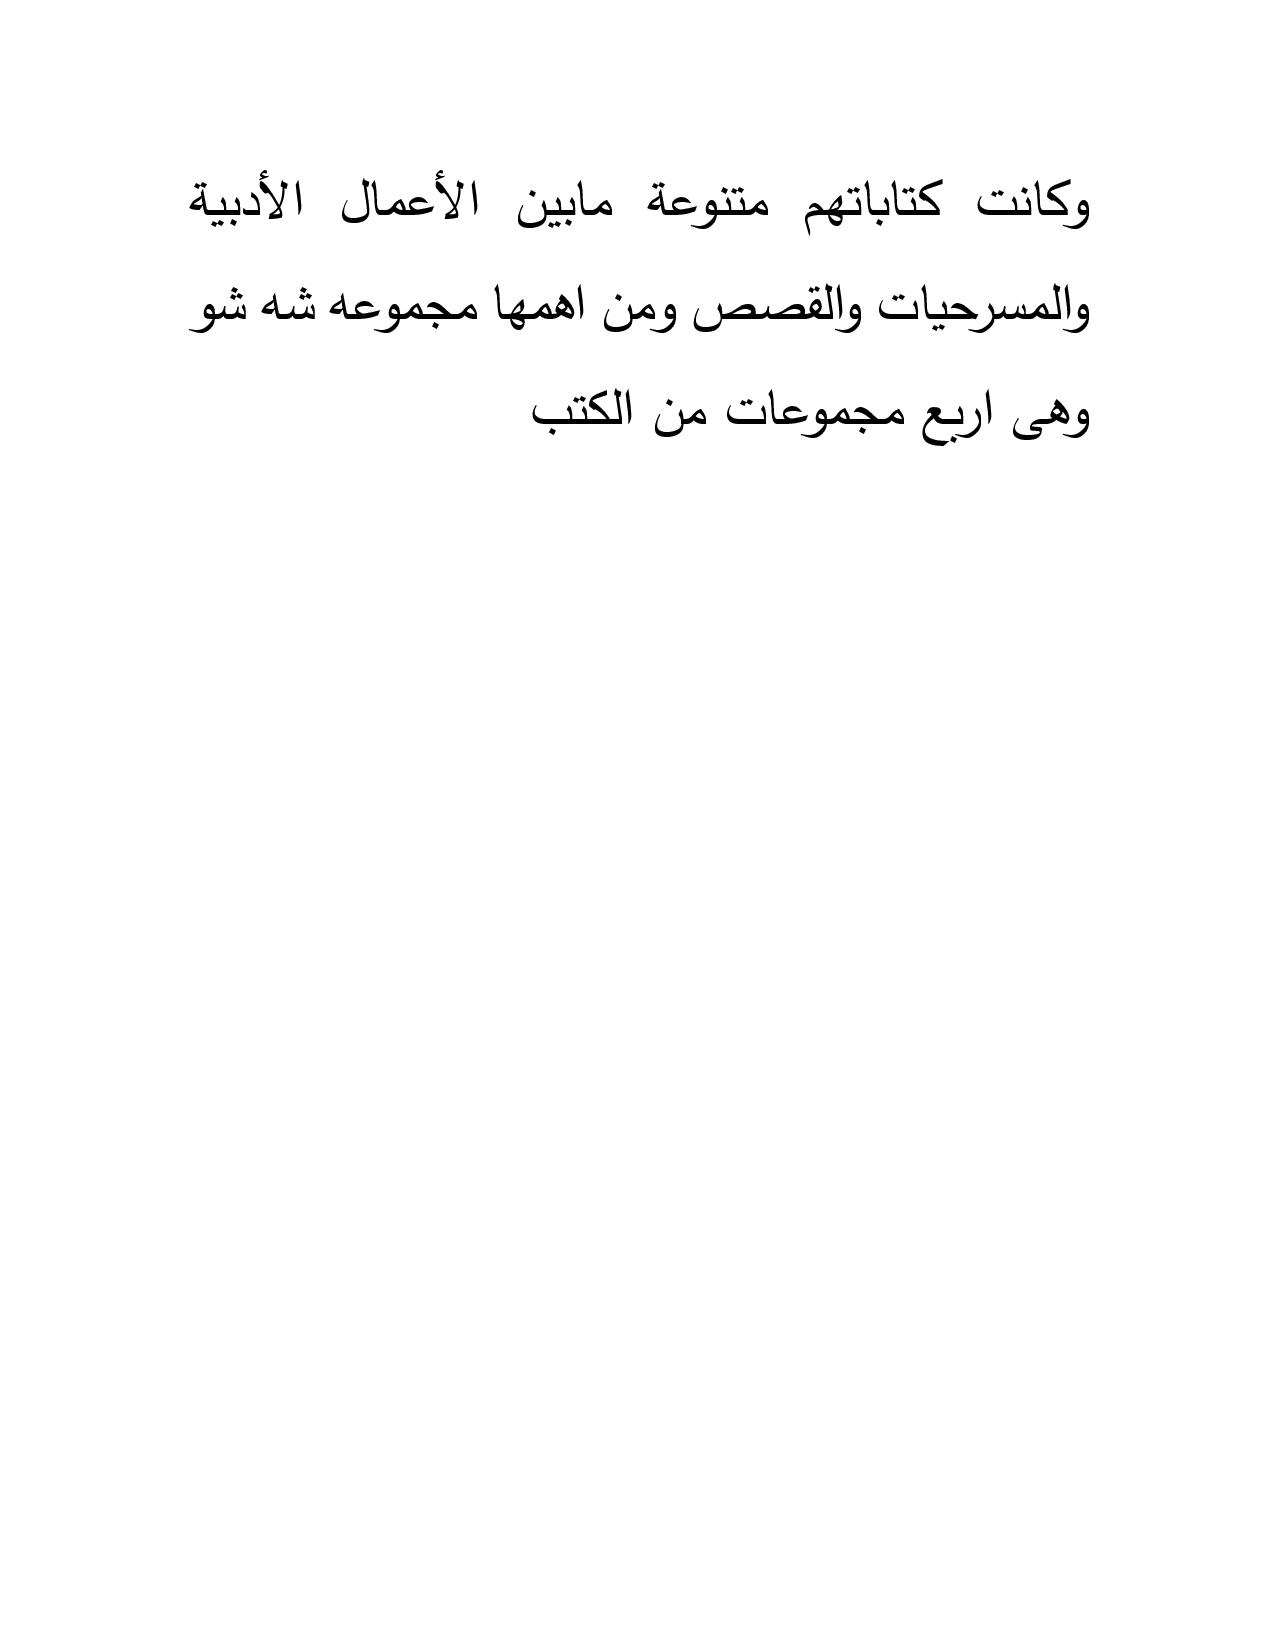 وكانت كتاباتهم متنوعة مابين الأعمال الأدبية
والمسرحيات والقصص ومن اهمها مجموعه شه شو
وهى اربع مجموعات من الكتب